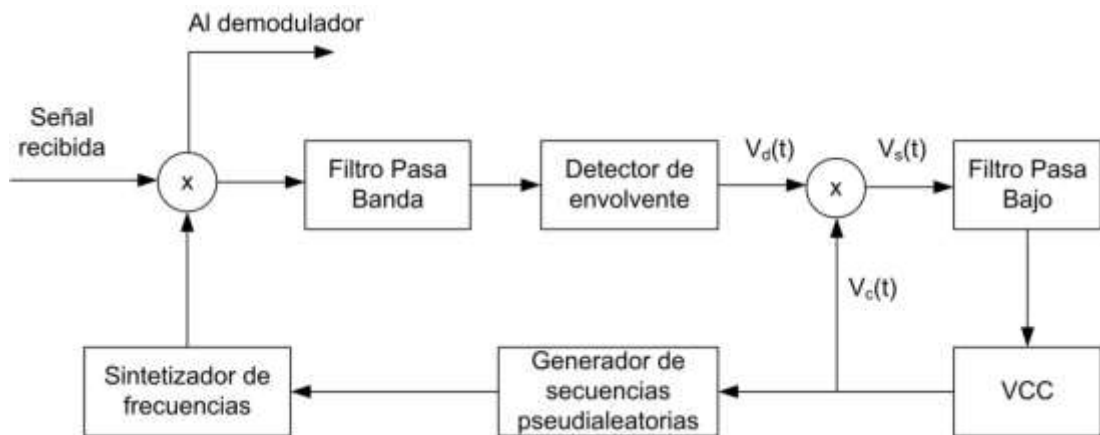 Al demodulador
Señal
recibida
x
Filtro Pasa
Banda
Detector de
envolvente
Vd(t)
x
Vs(t)
Filtro Pasa
Bajo
Vc(t)
Sintetizador de
frecuencias
Generador de
secuencias
pseudialeatorias
VCC